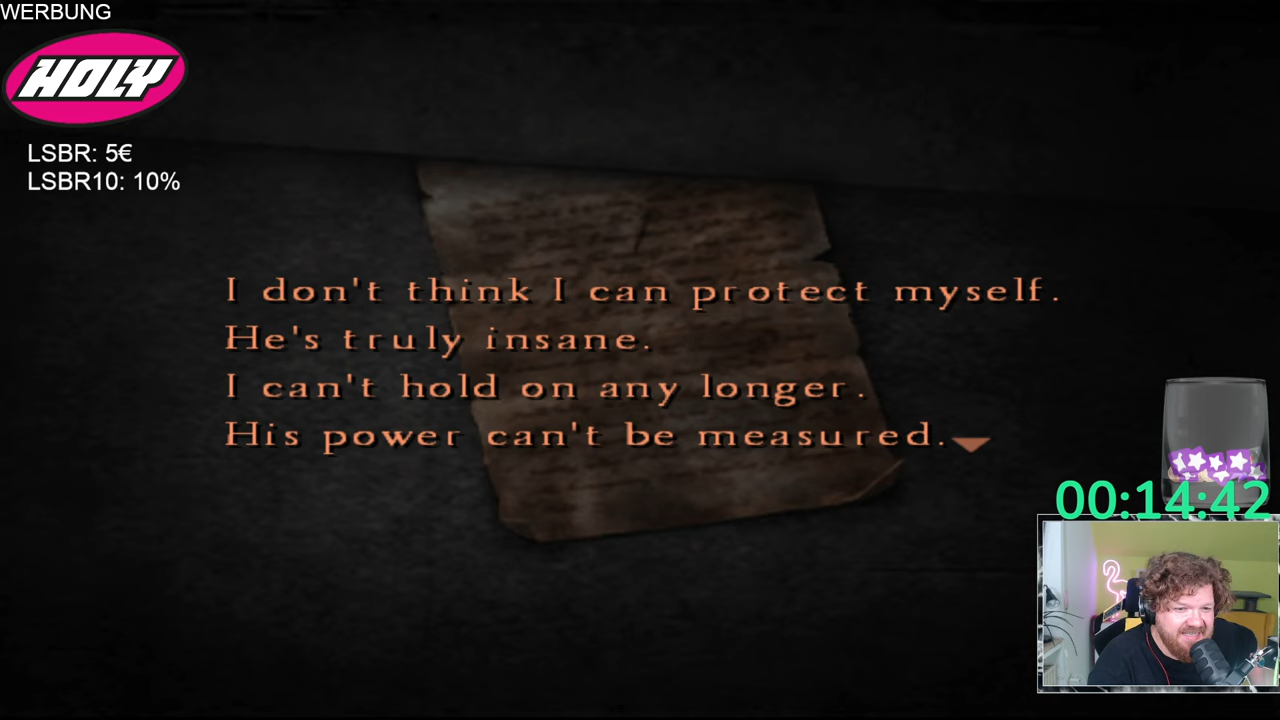 WERBUNG
HOLY
LSBR: 5€
LSBR10: 10%
I don't think I can protect myself.
He's truly insane.
I can't hold on any longer.
His power can't be measured.
00:14:42